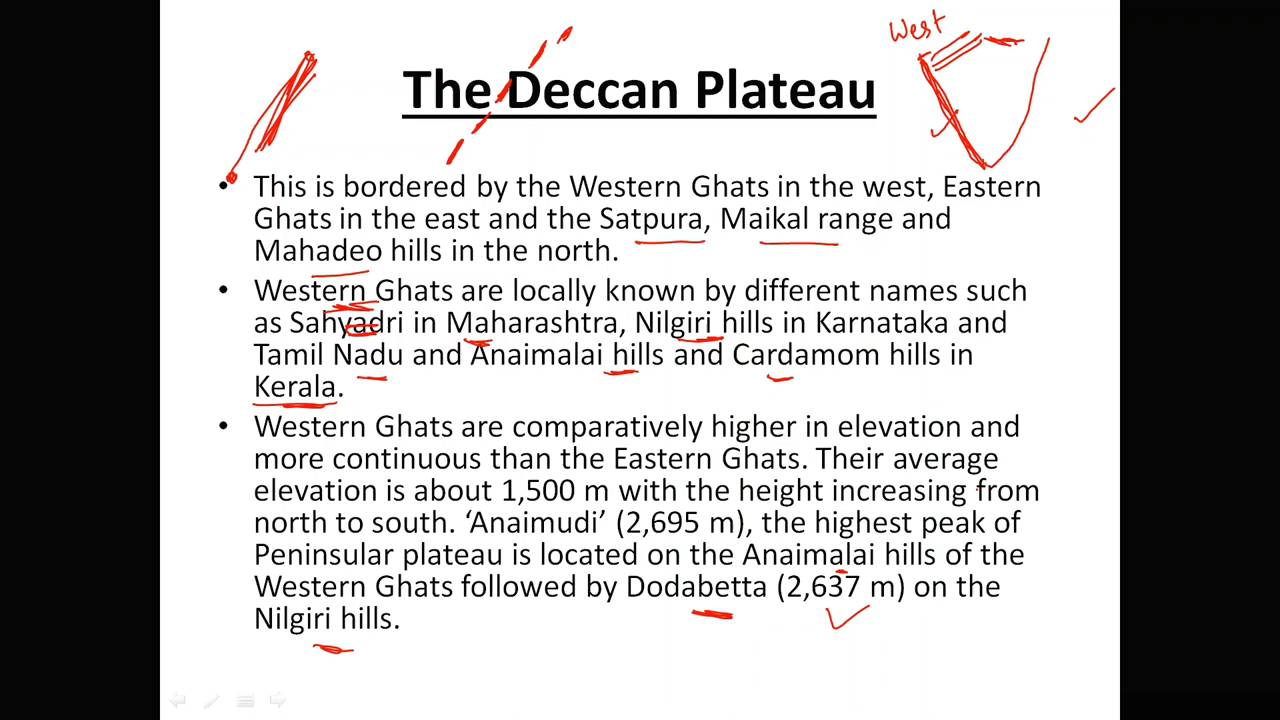 West
The Deccan Plateau
• This is bordered by the Western Ghats in the west, Eastern
Ghats in the east and the Satpura, Maikal range and
Mahadeo hills in the north.
• Western Ghats are locally known by different names such
as Sahyadri in Maharashtra, Nilgiri hills in Karnataka and
Tamil Nadu and Anaimalai hills and Cardamom hills in
Kerala.
• Western Ghats are comparatively higher in elevation and
more continuous than the Eastern Ghats. Their average
elevation is about 1,500 m with the height increasing from
north to south. ‘Anaimudi’ (2,695 m), the highest peak of
Peninsular plateau is located on the Anaimalai hills of the
Western Ghats followed by Dodabetta (2,637 m) on the
Nilgiri hills.